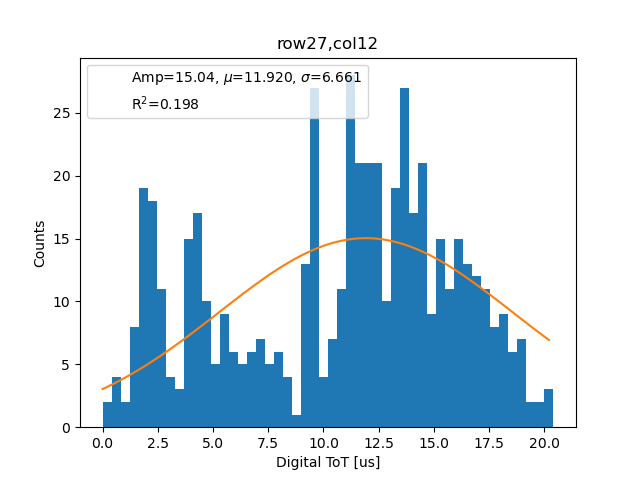 row27,col12
Amp=15.04, μ=11.920, σ=6.661
R²=0.198
25
20
15
10
5
0
Counts
0.0 2.5 5.0 7.5 10.0 12.5 15.0 17.5 20.0
Digital ToT [us]